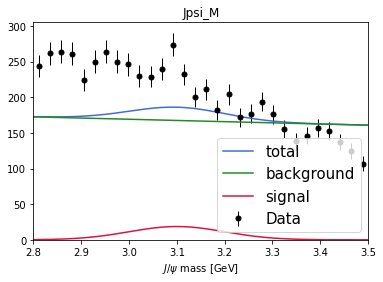 Jpsi_M
300
250
200
150
100
50
0
total
background
signal
Data
2.8 2.9 3.0 3.1 3.2 3.3 3.4 3.5
J/ψ mass [GeV]